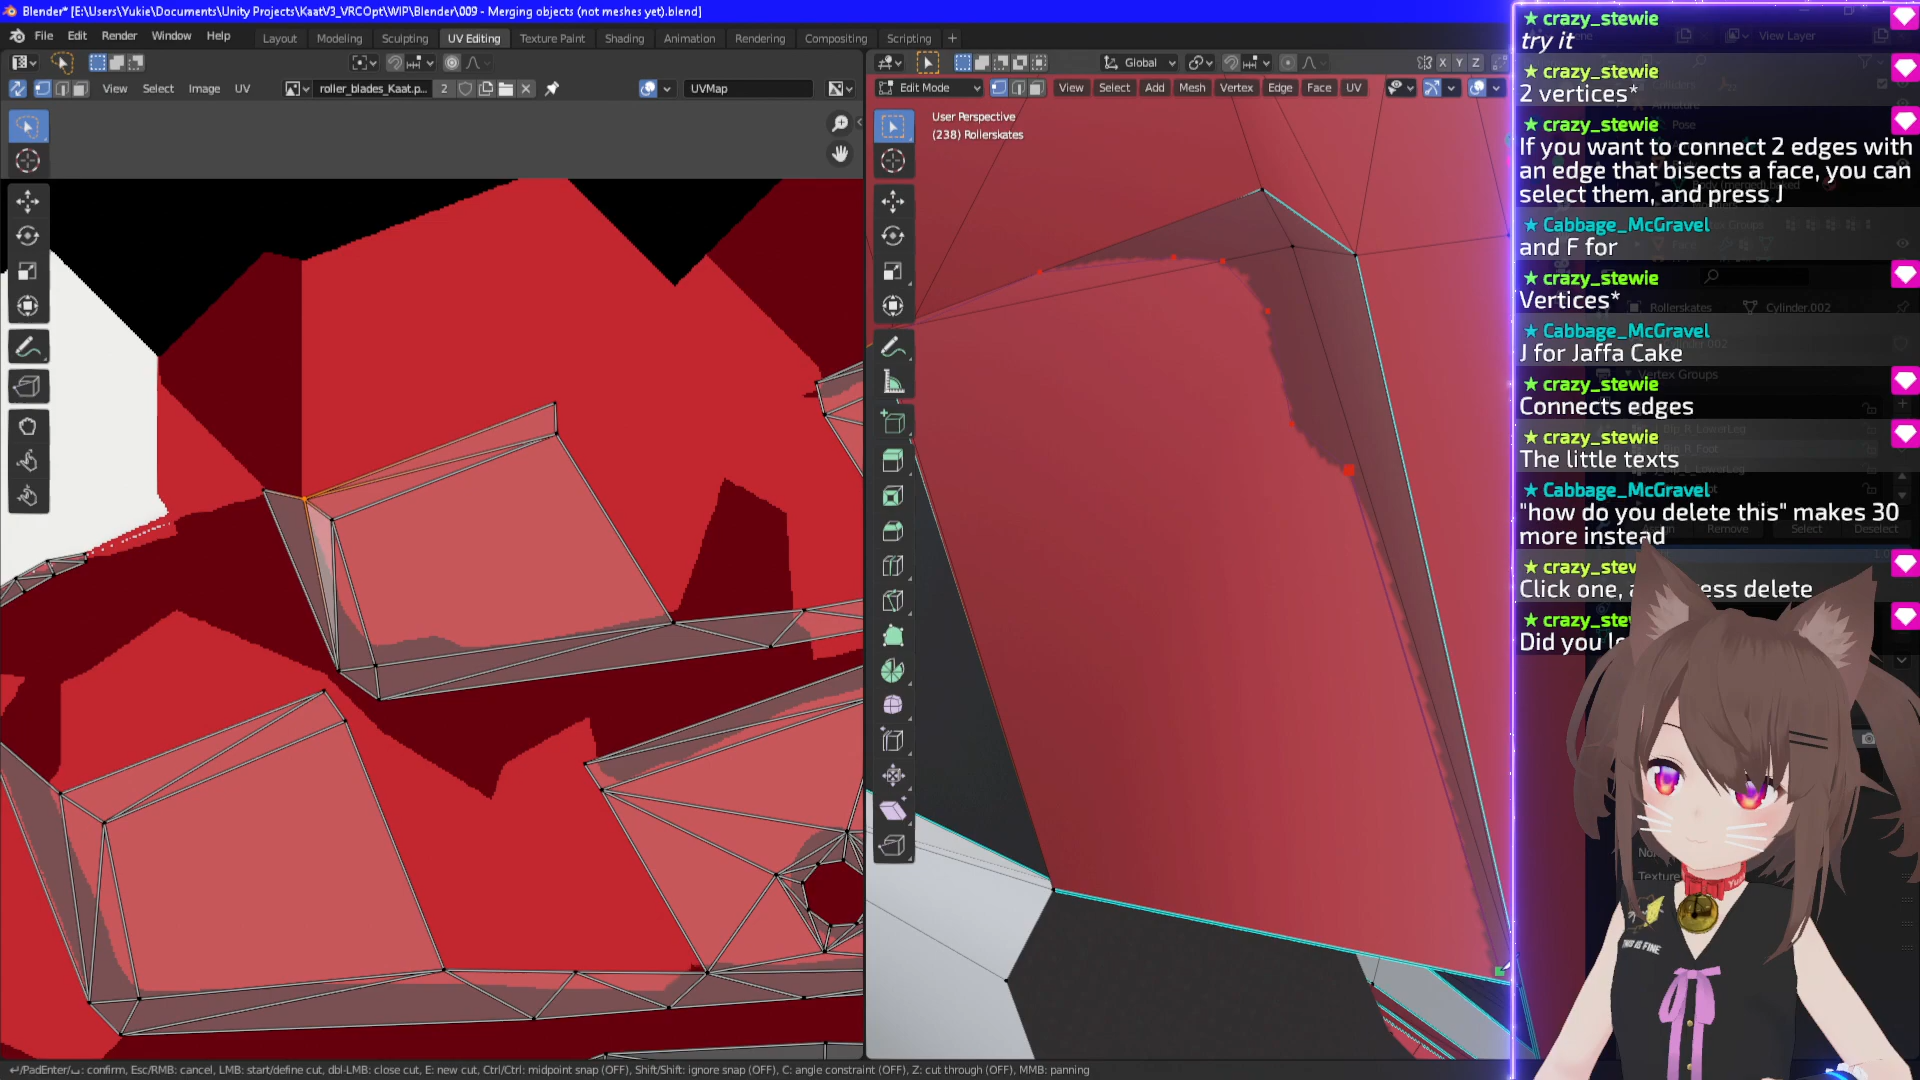 Blender* [E:\Users\Yukie\Documents\Unity Projects\KaatV3_VRCOpt\WIP\Blender\009 - Merging objects (not meshes yet).blend]
File Edit Render Window Help Layout Modeling Sculpting UV Editing Texture Paint Shading Animation Rendering Compositing Scripting +
View Layer
Global
X Y Z
View Select Image UV roller_blades_Kaat.p... 2 UVMap
Edit Mode View Select Add Mesh Vertex Edge Face UV
User Perspective
(238) Rollerskates
crazy_stewie
try it
crazy_stewie
2 vertices*
crazy_stewie
If you want to connect 2 edges with
an edge that bisects a face, you can
select them, and press J
Cabbage_McGravel
and F for
crazy_stewie
Vertices*
Rollerskates Cylinder.002
Cabbage_McGravel
J for Jaffa Cake
Vertex Groups
crazy_stewie
Connects edges
crazy_stewie
The little texts
Cabbage_McGravel
"how do you delete this" makes 30
more instead
Remove Select Deselect
Click one, ess delete
THIS IS FINE
↵/PadEnter/⎵: confirm, Esc/RMB: cancel, LMB: start/define cut, dbl-LMB: close cut, E: new cut, Ctrl/Ctrl: midpoint snap (OFF), Shift/Shift: ignore snap (OFF), C: angle constraint (OFF), Z: cut through (OFF), MMB: panning